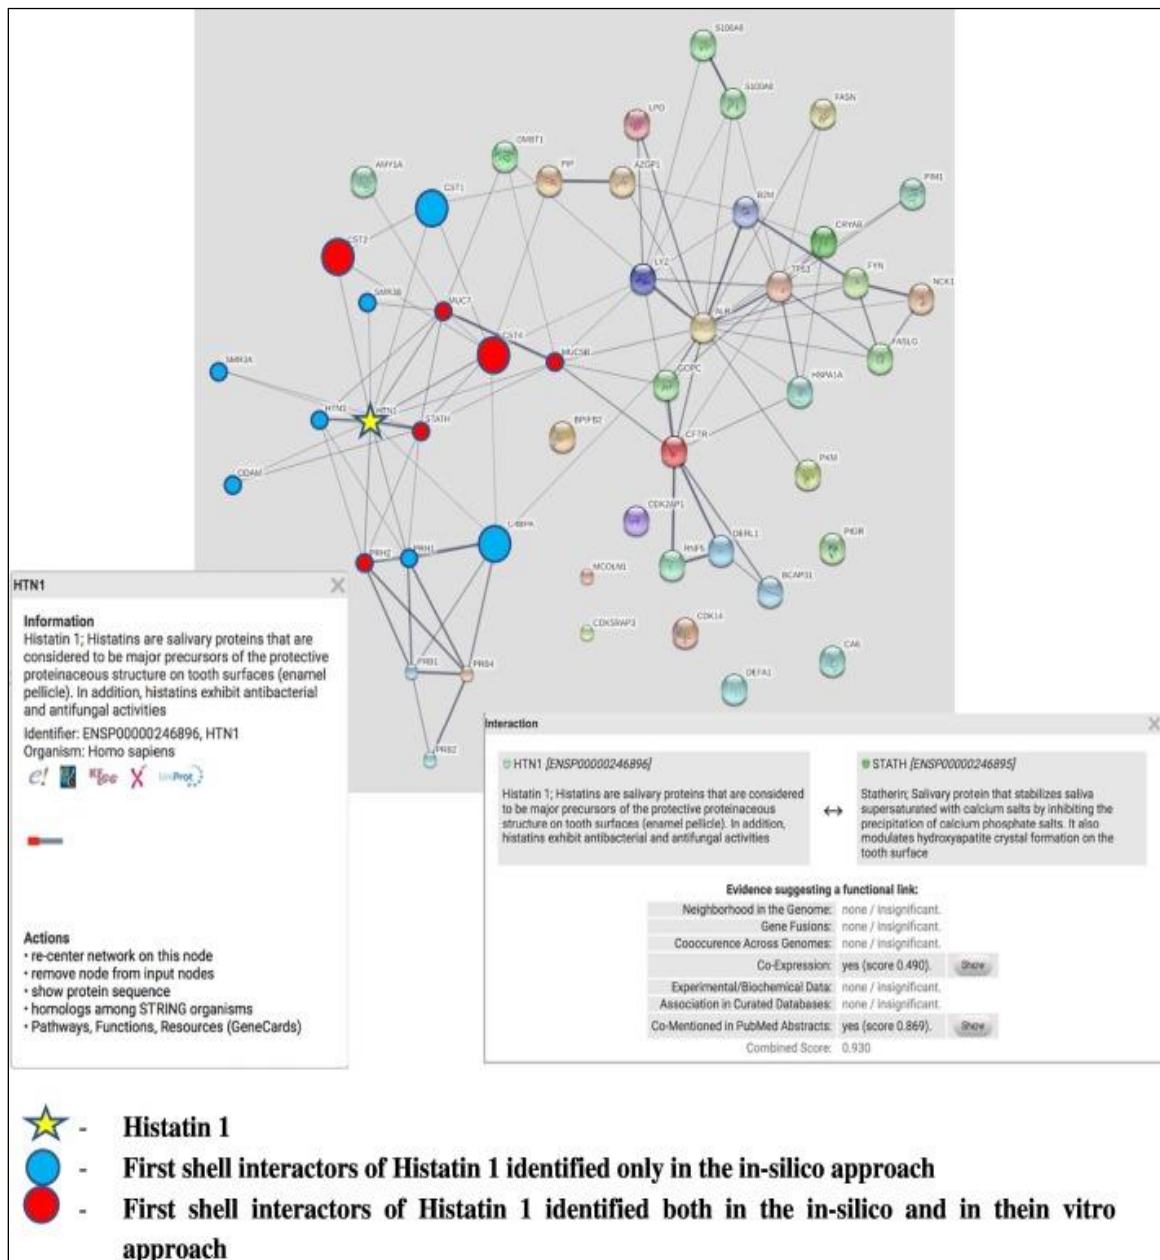 S100A8
LPO
FASN
DMBT1
PIP
AZGP1
AMY1A
CST1
B2M
PIM1
CST2
CRYAB
LYZ
TP53
FYN
NCK1
SMR3B
MUC7
ALB
CST4
MUC5B
FASLG
SMR3A
GOPC
HSPA1A
HTN1
STATH
BPIFB2
CFTR
ODAM
PKM
CDK2AP1
C4BPA
DERL1
PIGR
PRH2
PRH1
RNF5
MCOLN1
BCAP31
CDK5RAP3
CDK14
PRB1
PRB4
CA6
DEFA1
PRB2
HTN1
Information
Histatin 1; Histatins are salivary proteins that are
considered to be major precursors of the protective
proteinaceous structure on tooth surfaces (enamel
pellicle). In addition, histatins exhibit antibacterial
and antifungal activities
Identifier: ENSP00000246896, HTN1
Organism: Homo sapiens
e! KEGG UniProt
Actions
• re-center network on this node
• remove node from input nodes
• show protein sequence
• homologs among STRING organisms
• Pathways, Functions, Resources (GeneCards)
Interaction
HTN1 [ENSP00000246896]
Histatin 1; Histatins are salivary proteins that are considered
to be major precursors of the protective proteinaceous
structure on tooth surfaces (enamel pellicle). In addition,
histatins exhibit antibacterial and antifungal activities
↔
STATH [ENSP00000246895]
Statherin; Salivary protein that stabilizes saliva
supersaturated with calcium salts by inhibiting the
precipitation of calcium phosphate salts. It also
modulates hydroxyapatite crystal formation on the
tooth surface
Evidence suggesting a functional link:
Neighborhood in the Genome: none / insignificant.
Gene Fusions: none / insignificant.
Cooccurence Across Genomes: none / insignificant.
Co-Expression: yes (score 0.490). Show
Experimental/Biochemical Data: none / insignificant.
Association in Curated Databases: none / insignificant.
Co-Mentioned in PubMed Abstracts: yes (score 0.869). Show
Combined Score: 0.930
- Histatin 1
- First shell interactors of Histatin 1 identified only in the in-silico approach
- First shell interactors of Histatin 1 identified both in the in-silico and in thein vitro
approach